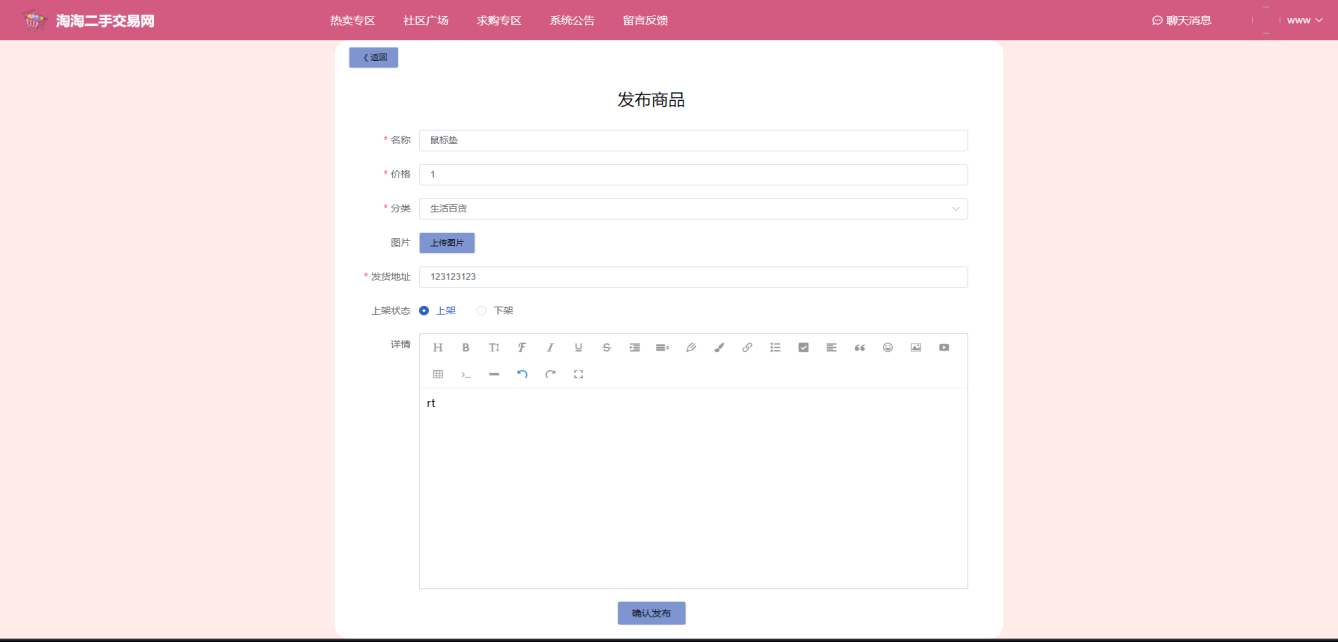 淘淘二手交易网 热卖专区 社区广场 求购专区 系统公告 留言反馈 聊天消息 www
《 返回
发布商品
* 名称 鼠标垫
* 价格 1
* 分类 生活百货
图片 上传图片
* 发货地址 123123123
上架状态 上架 下架
详情
rt
确认发布